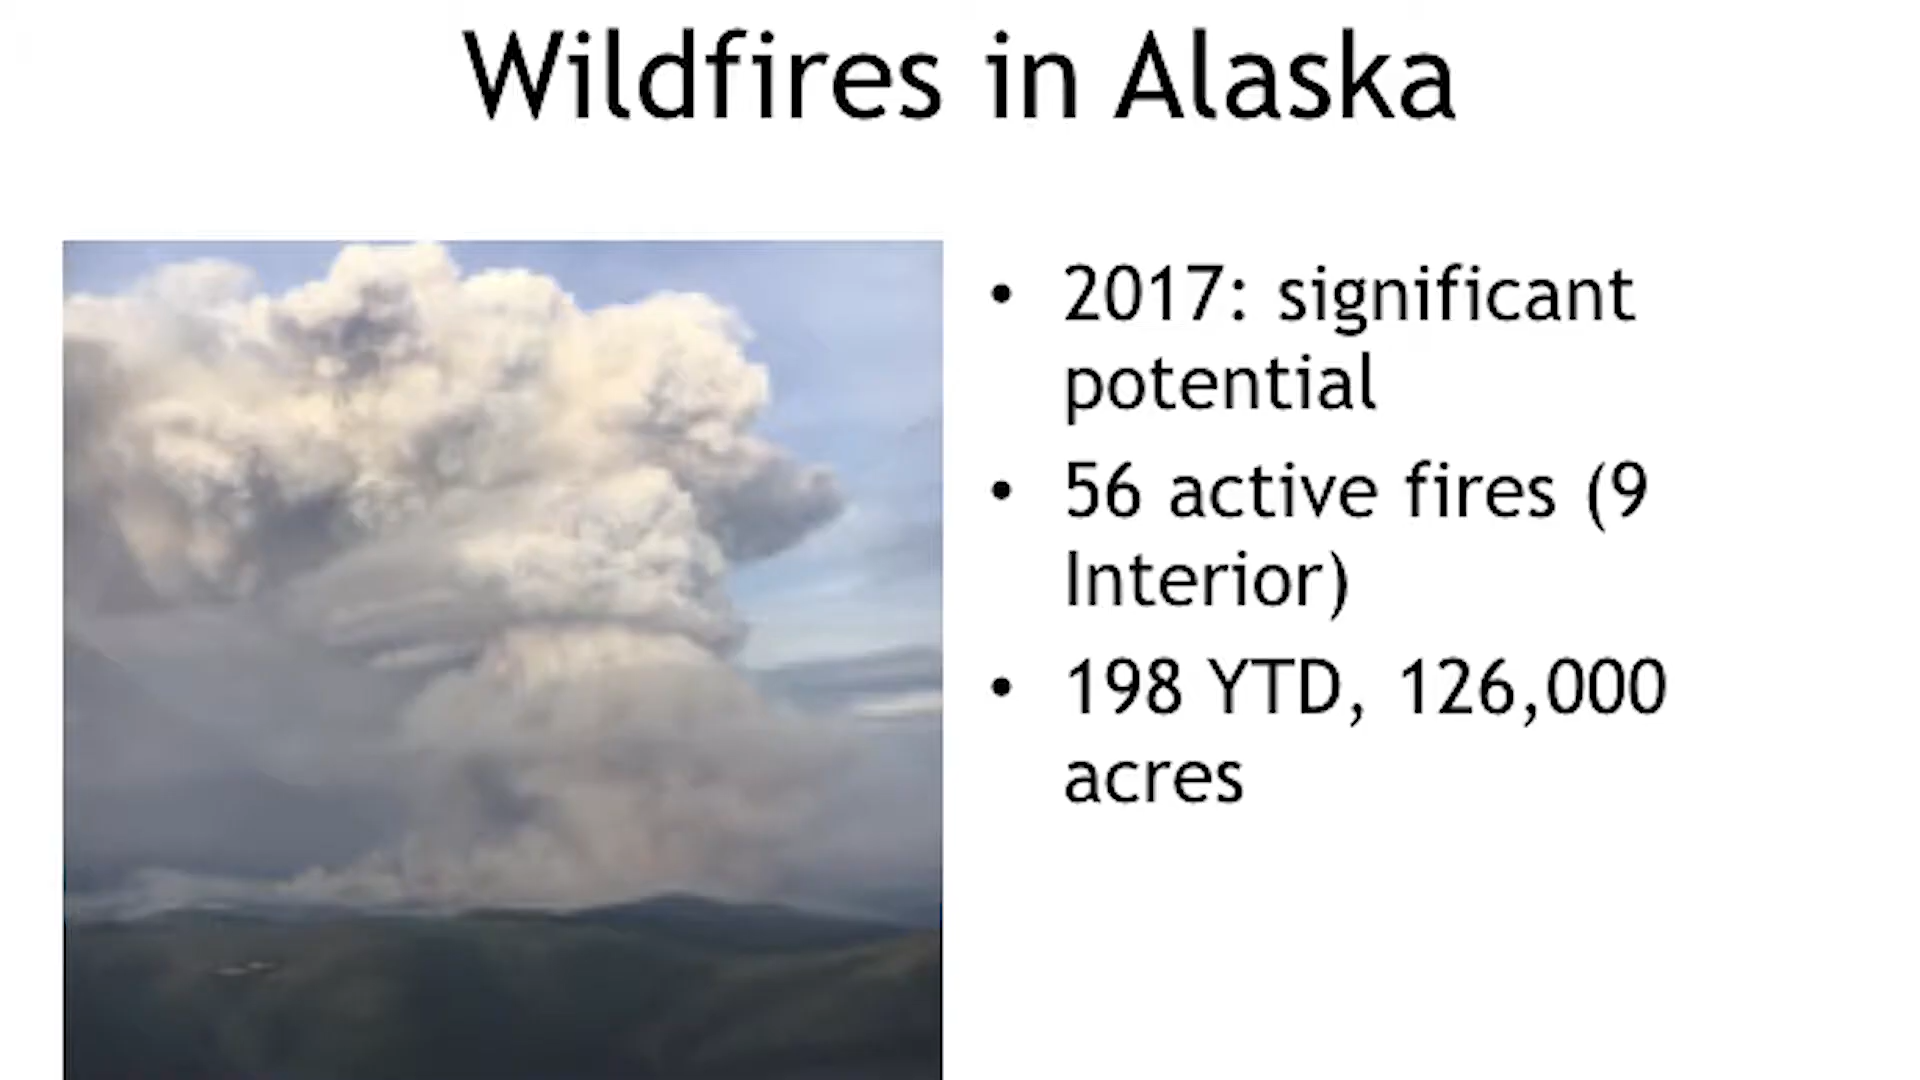 Wildfires in Alaska
• 2017: significant
potential
• 56 active fires (9
Interior)
• 198 YTD, 126,000
acres